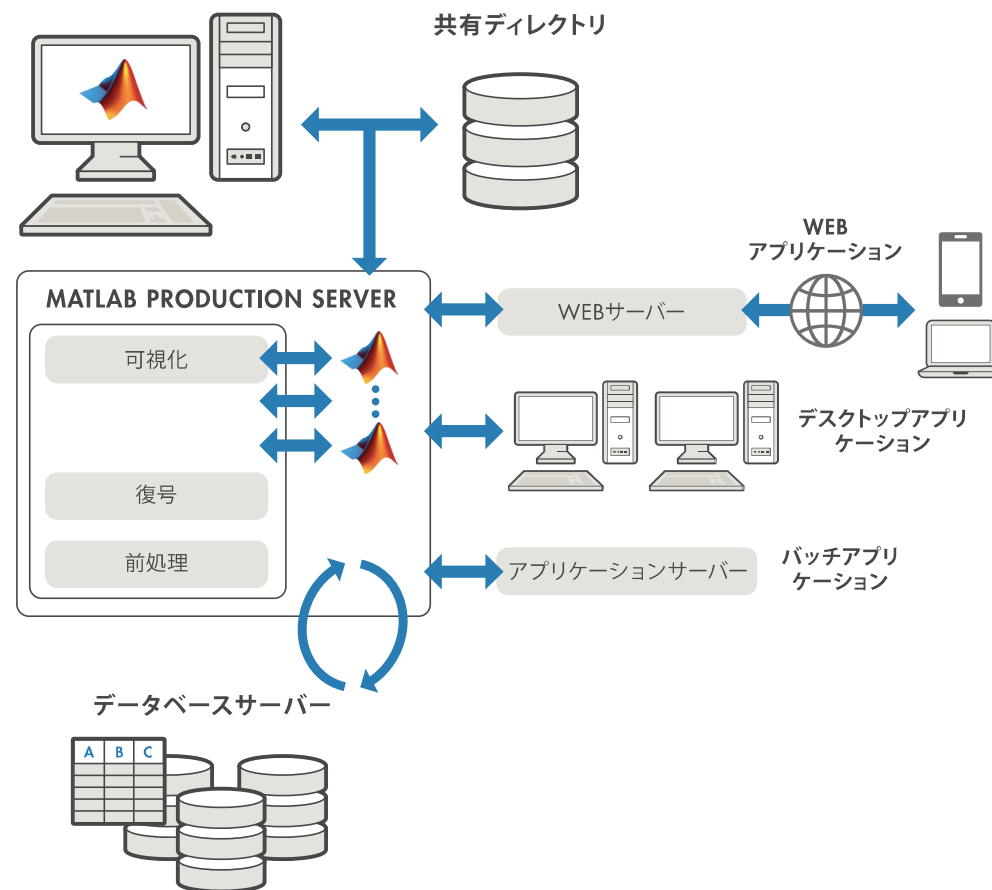 共有ディレクトリ
WEB
アプリケーション
MATLAB PRODUCTION SERVER
WEBサーバー
可視化
デスクトップアプリ
ケーション
復号
前処理
アプリケーションサーバー
バッチアプリ
ケーション
データベースサーバー
A B C